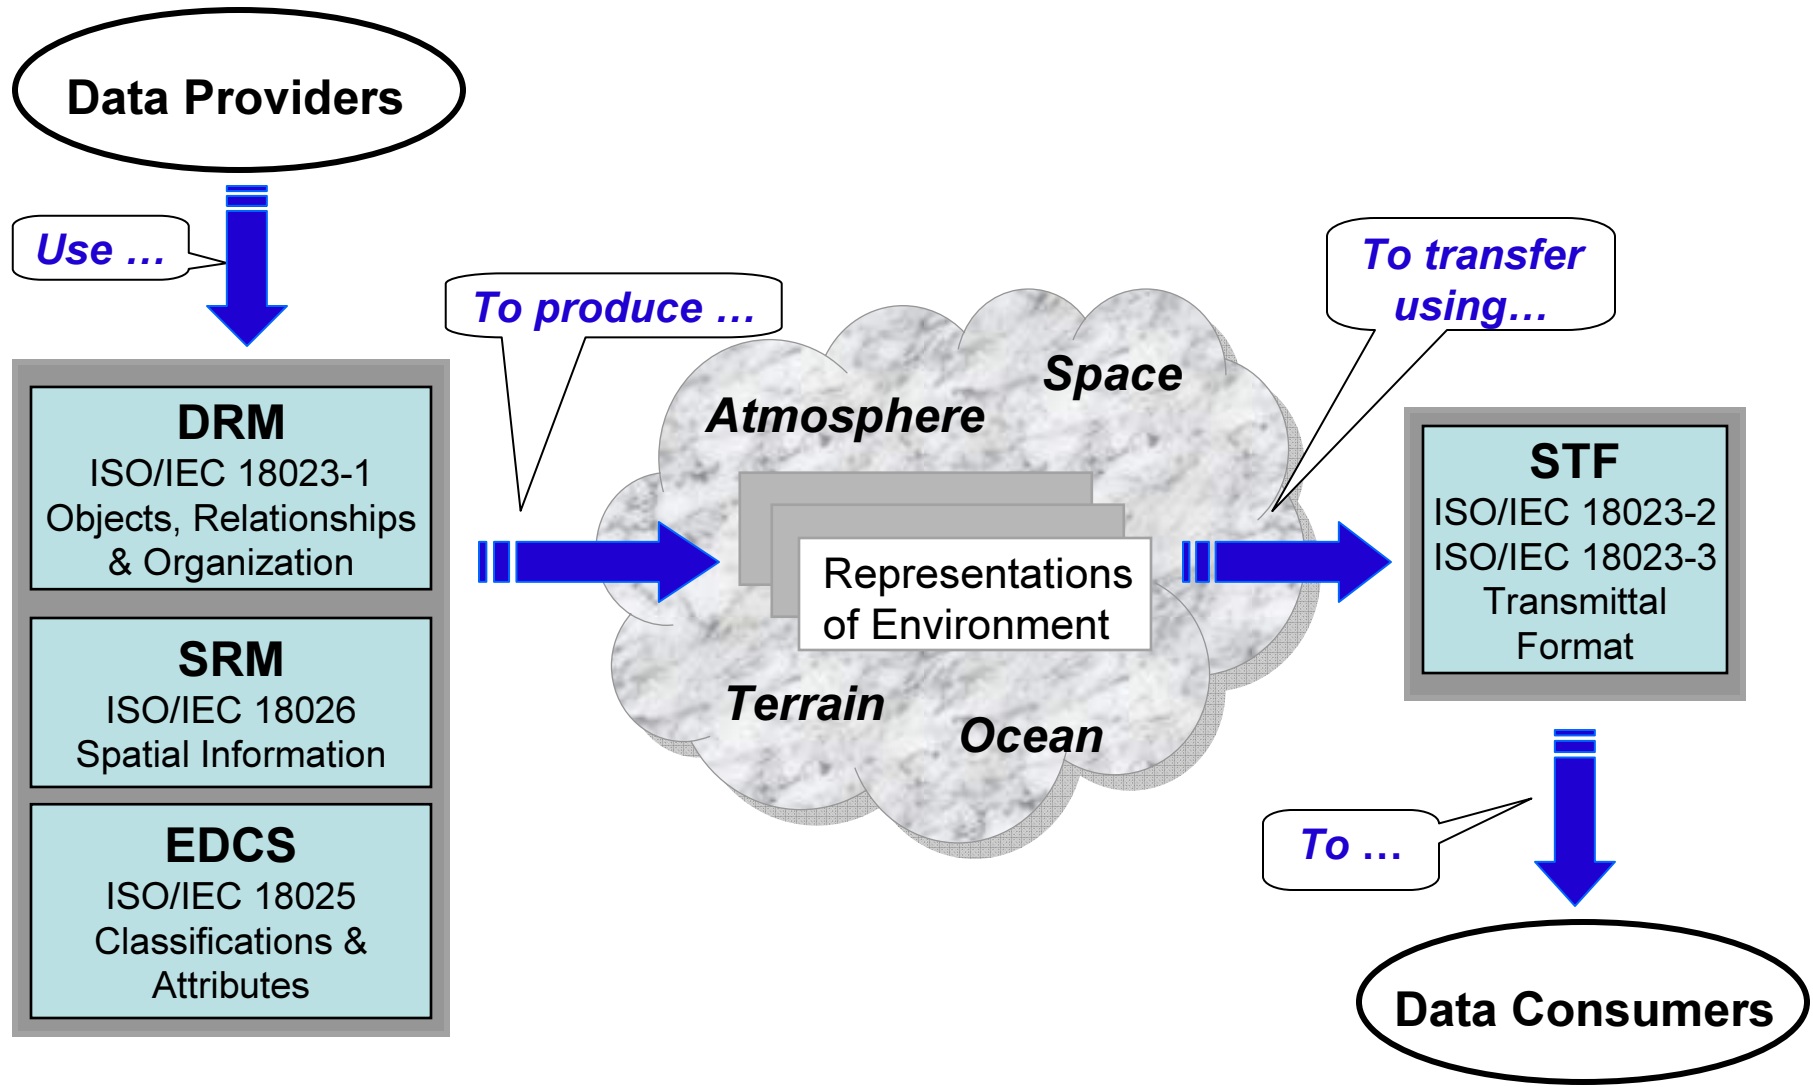 Data Providers
Use …
DRM
ISO/IEC 18023-1
Objects, Relationships
& Organization
SRM
ISO/IEC 18026
Spatial Information
EDCS
ISO/IEC 18025
Classifications &
Attributes
To produce …
Space
Atmosphere
Representations
of Environment
Terrain
Ocean
To transfer
using…
STF
ISO/IEC 18023-2
ISO/IEC 18023-3
Transmittal
Format
To …
Data Consumers